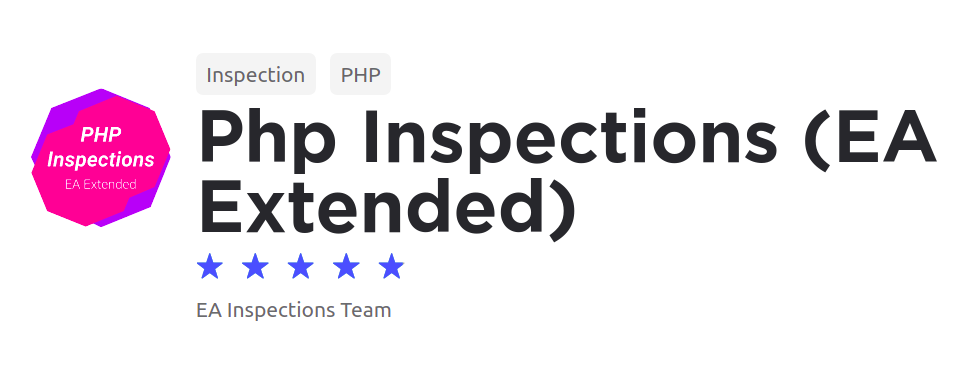 Inspection PHP
PHP
Inspections
EA Extended
Php Inspections (EA
Extended)
EA Inspections Team